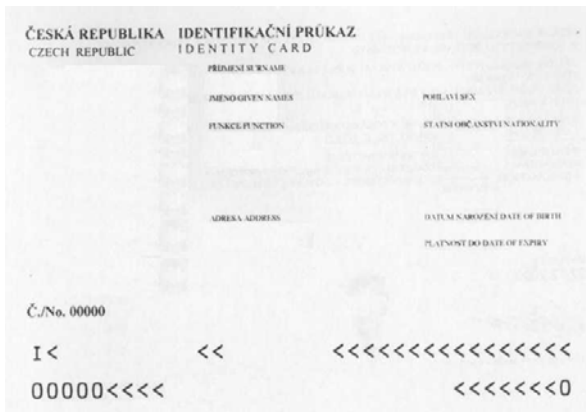 ČESKÁ REPUBLIKA IDENTIFIKAČNÍ PRŮKAZ
CZECH REPUBLIC IDENTITY CARD
PŘÍJMENÍ SURNAME
JMÉNO GIVEN NAMES POHLAVÍ SEX
FUNKCE FUNCTION STÁTNÍ OBČANSTVÍ NATIONALITY
ADRESA ADDRESS DATUM NAROZENÍ DATE OF BIRTH
PLATNOST DO DATE OF EXPIRY
Č./No. 00000
I< << <<<<<<<<<<<<<<<<
00000<<<< <<<<<<<0